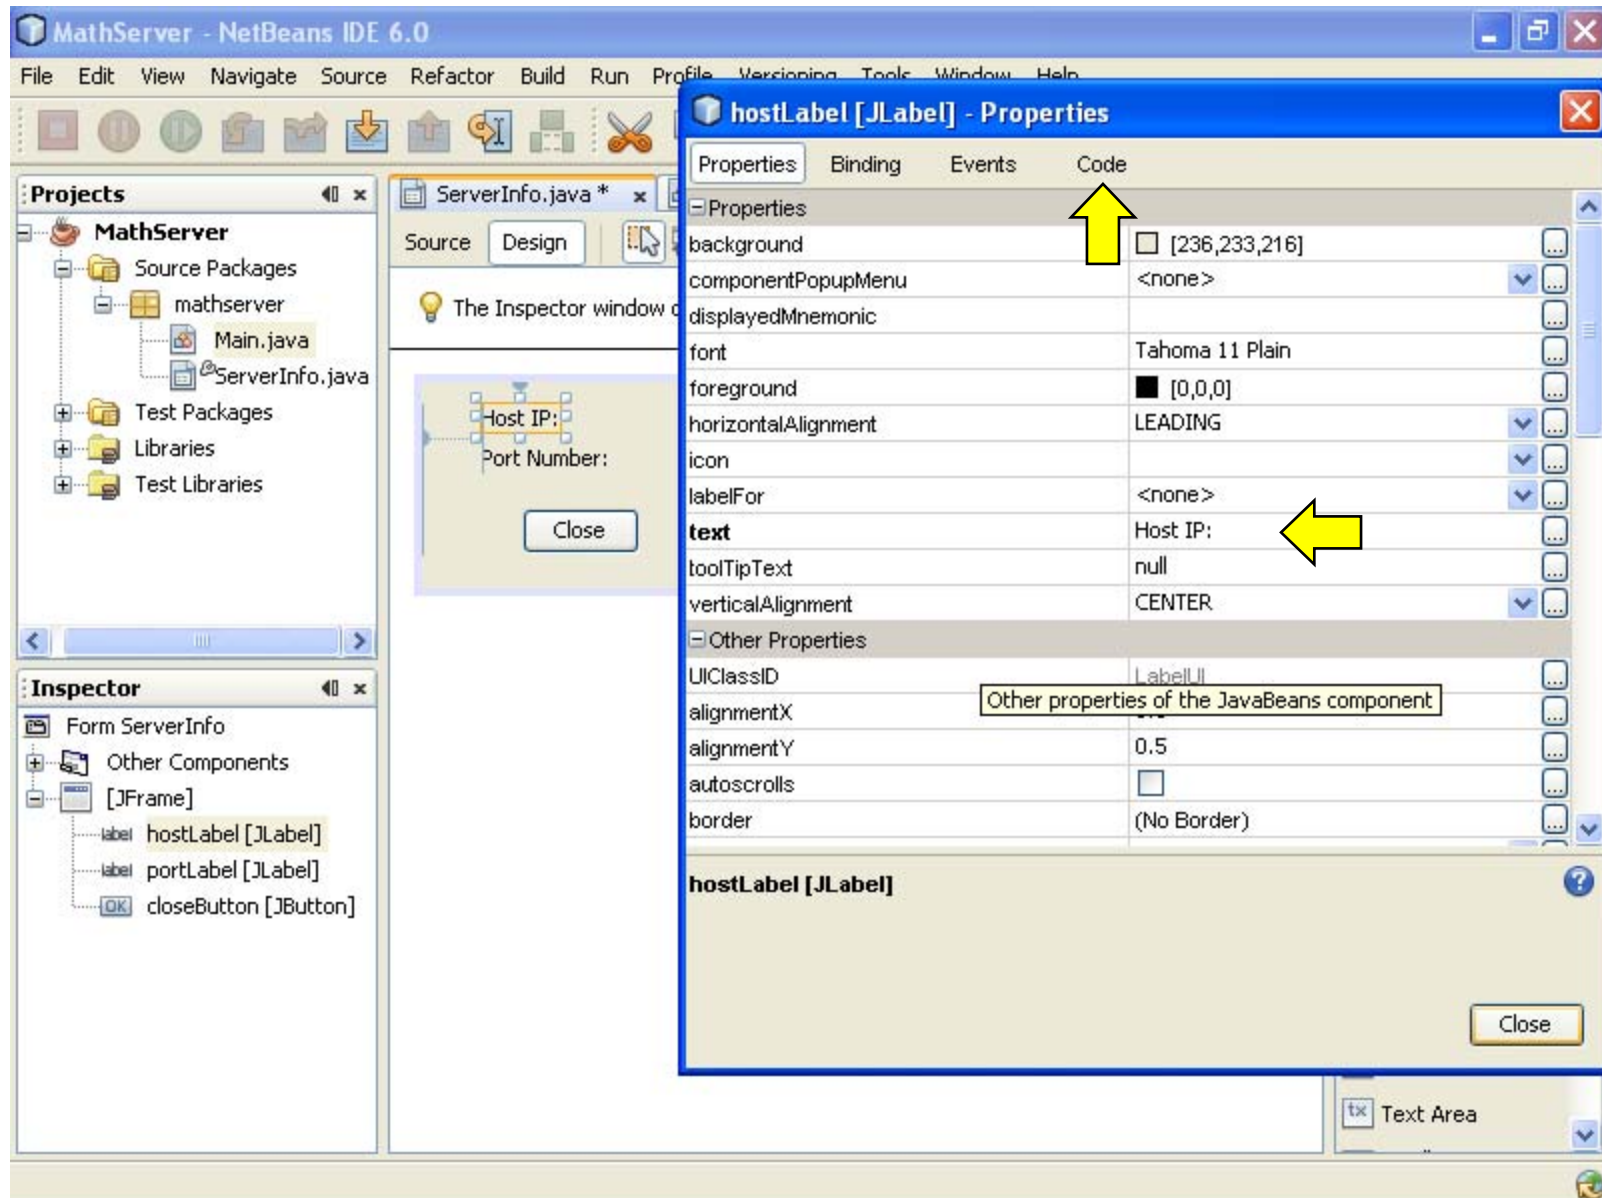 MathServer - NetBeans IDE 6.0
File Edit View Navigate Source Refactor Build Run Profile Versioning Tools Window Help
Projects
MathServer
Source Packages
mathserver
Main.java
ServerInfo.java
Test Packages
Libraries
Test Libraries
Inspector
Form ServerInfo
Other Components
[JFrame]
label hostLabel [JLabel]
label portLabel [JLabel]
OK closeButton [JButton]
ServerInfo.java *
Source Design
The Inspector window
Host IP:
Port Number:
Close
hostLabel [JLabel] - Properties
Properties Binding Events Code
Properties
background [236,233,216] ...
componentPopupMenu <none> ...
displayedMnemonic ...
font Tahoma 11 Plain ...
foreground [0,0,0] ...
horizontalAlignment LEADING ...
icon ...
labelFor <none> ...
text Host IP: ...
toolTipText null ...
verticalAlignment CENTER ...
Other Properties
UIClassID LabelUI ...
Other properties of the JavaBeans component
alignmentX ...
alignmentY 0.5 ...
autoscrolls ...
border (No Border) ...
hostLabel [JLabel]
?
Close
tx Text Area